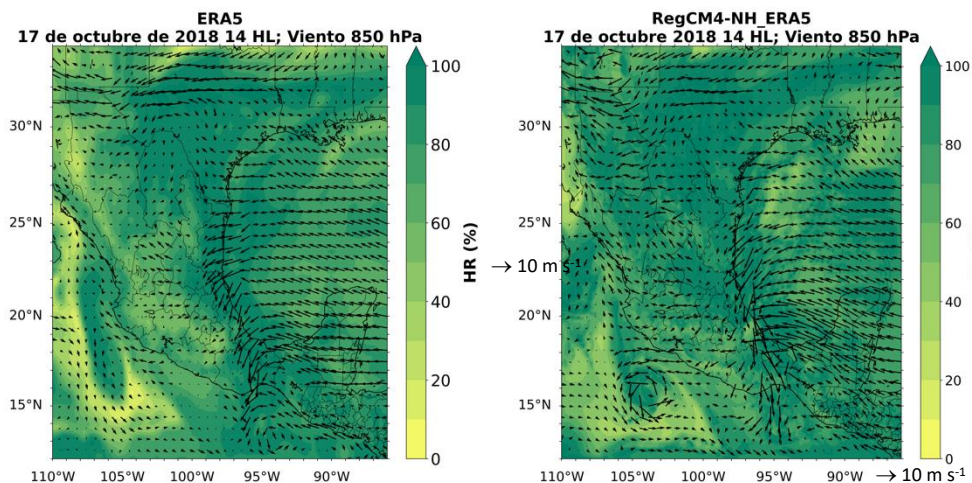 ERA5
17 de octubre de 2018 14 HL; Viento 850 hPa
30°N
25°N
20°N
15°N
110°W 105°W 100°W 95°W 90°W
100
80
60
40
20
0
HR (%)
→ 10 m s-1
RegCM4-NH_ERA5
17 de octubre 2018 14 HL; Viento 850 hPa
30°N
25°N
20°N
15°N
110°W 105°W 100°W 95°W 90°W
→ 10 m s-1
100
80
60
40
20
0